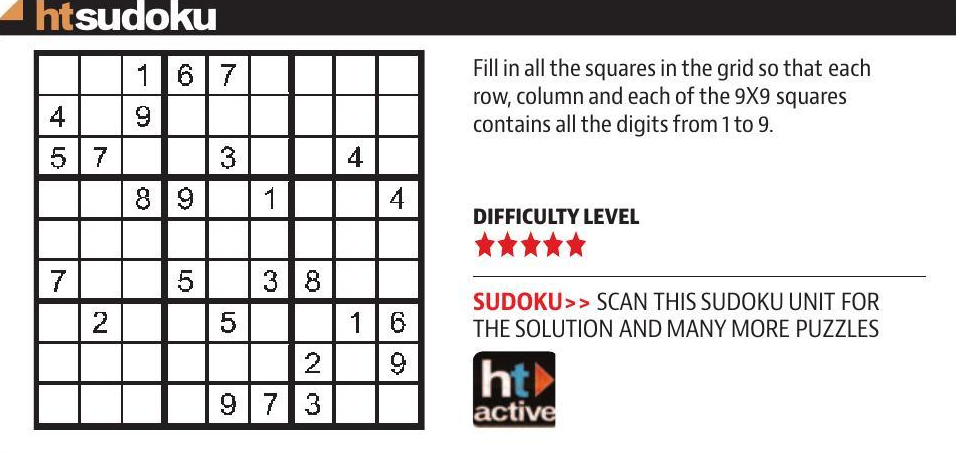 htsudoku
1 6 7
4 9
5 7 3 4
8 9 1 4
7 5 3 8
2 5 1 6
2 9
9 7 3
Fill in all the squares in the grid so that each
row, column and each of the 9X9 squares
contains all the digits from 1 to 9.
DIFFICULTY LEVEL
SUDOKU>> SCAN THIS SUDOKU UNIT FOR
THE SOLUTION AND MANY MORE PUZZLES
ht
active